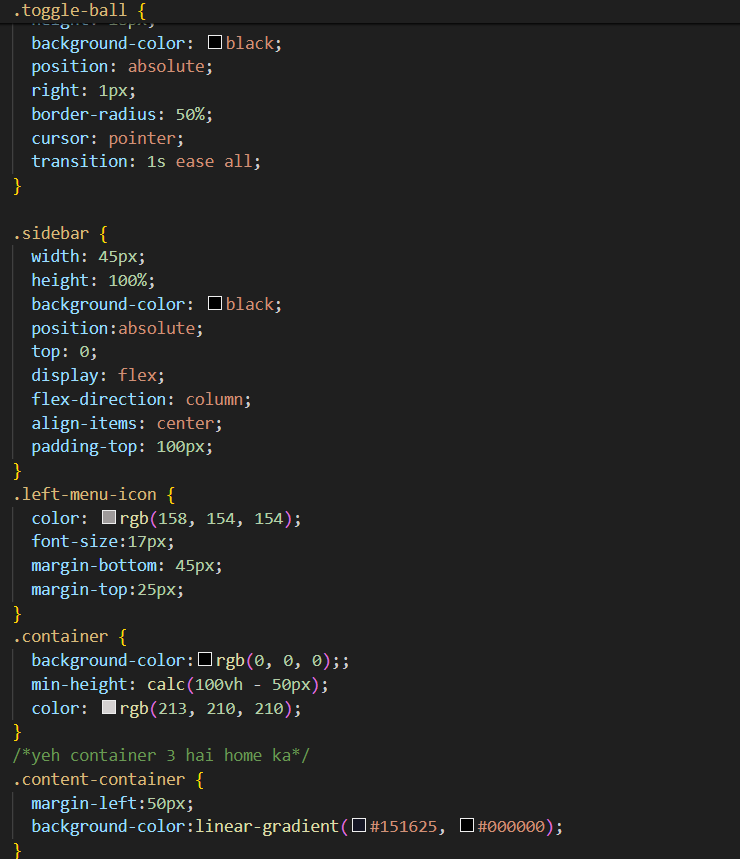 .toggle-ball {
background-color: black;
position: absolute;
right: 1px;
border-radius: 50%;
cursor: pointer;
transition: 1s ease all;
}
.sidebar {
width: 45px;
height: 100%;
background-color: black;
position:absolute;
top: 0;
display: flex;
flex-direction: column;
align-items: center;
padding-top: 100px;
}
.left-menu-icon {
color: rgb(158, 154, 154);
font-size:17px;
margin-bottom: 45px;
margin-top:25px;
}
.container {
background-color:rgb(0, 0, 0);;
min-height: calc(100vh - 50px);
color: rgb(213, 210, 210);
}
/*yeh container 3 hai home ka*/
.content-container {
margin-left:50px;
background-color:linear-gradient(#151625, #000000);
}